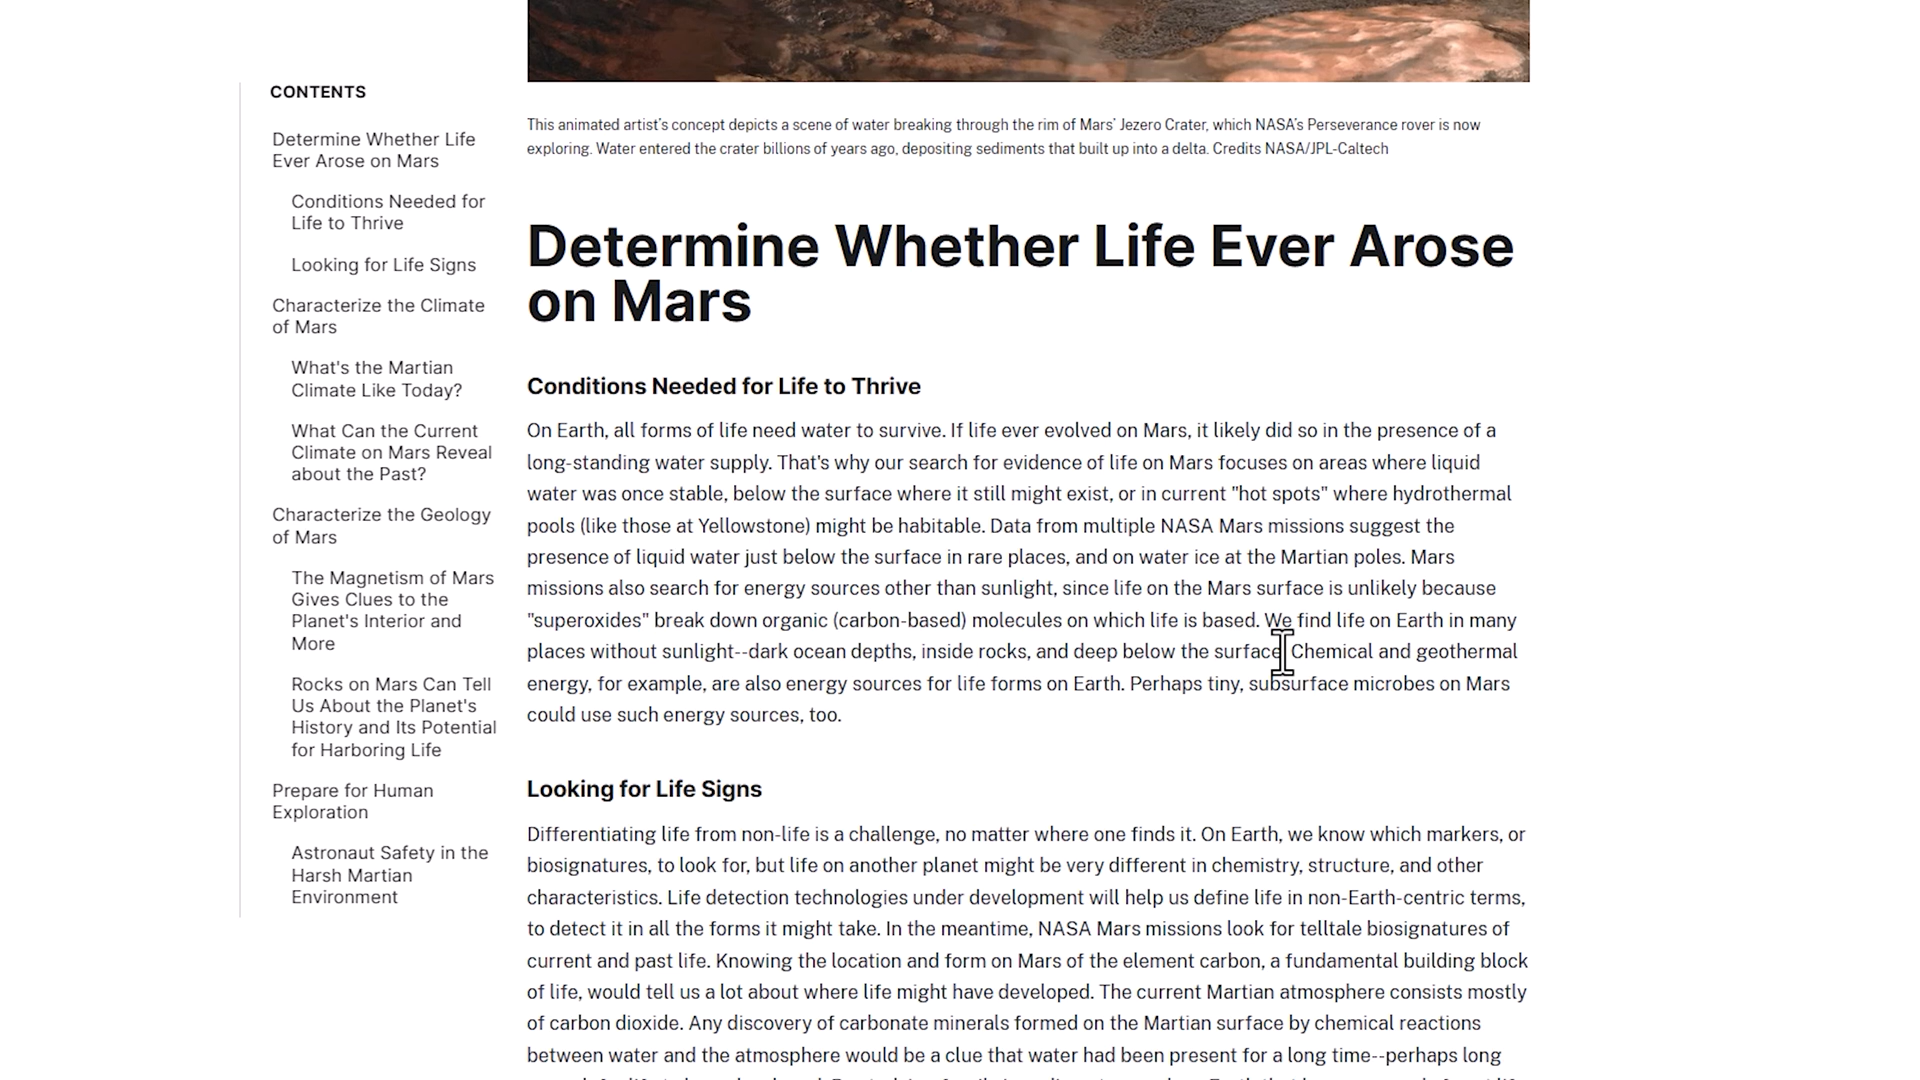 CONTENTS
Determine Whether Life
Ever Arose on Mars
Conditions Needed for
Life to Thrive
Looking for Life Signs
Characterize the Climate
of Mars
What's the Martian
Climate Like Today?
What Can the Current
Climate on Mars Reveal
about the Past?
Characterize the Geology
of Mars
The Magnetism of Mars
Gives Clues to the
Planet's Interior and
More
Rocks on Mars Can Tell
Us About the Planet's
History and Its Potential
for Harboring Life
Prepare for Human
Exploration
Astronaut Safety in the
Harsh Martian
Environment
This animated artist's concept depicts a scene of water breaking through the rim of Mars' Jezero Crater, which NASA's Perseverance rover is now
exploring. Water entered the crater billions of years ago, depositing sediments that built up into a delta. Credits NASA/JPL-Caltech
Determine Whether Life Ever Arose
on Mars
Conditions Needed for Life to Thrive
On Earth, all forms of life need water to survive. If life ever evolved on Mars, it likely did so in the presence of a
long-standing water supply. That's why our search for evidence of life on Mars focuses on areas where liquid
water was once stable, below the surface where it still might exist, or in current "hot spots" where hydrothermal
pools (like those at Yellowstone) might be habitable. Data from multiple NASA Mars missions suggest the
presence of liquid water just below the surface in rare places, and on water ice at the Martian poles. Mars
missions also search for energy sources other than sunlight, since life on the Mars surface is unlikely because
"superoxides" break down organic (carbon-based) molecules on which life is based. We find life on Earth in many
places without sunlight--dark ocean depths, inside rocks, and deep below the surface. Chemical and geothermal
energy, for example, are also energy sources for life forms on Earth. Perhaps tiny, subsurface microbes on Mars
could use such energy sources, too.
Looking for Life Signs
Differentiating life from non-life is a challenge, no matter where one finds it. On Earth, we know which markers, or
biosignatures, to look for, but life on another planet might be very different in chemistry, structure, and other
characteristics. Life detection technologies under development will help us define life in non-Earth-centric terms,
to detect it in all the forms it might take. In the meantime, NASA Mars missions look for telltale biosignatures of
current and past life. Knowing the location and form on Mars of the element carbon, a fundamental building block
of life, would tell us a lot about where life might have developed. The current Martian atmosphere consists mostly
of carbon dioxide. Any discovery of carbonate minerals formed on the Martian surface by chemical reactions
between water and the atmosphere would be a clue that water had been present for a long time--perhaps long